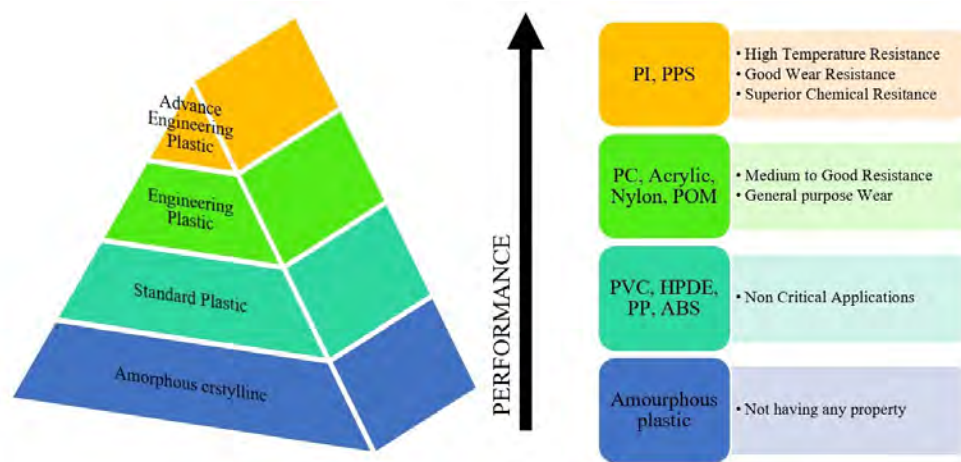 Advance
Engineering
Plastic
Engineering
Plastic
Standard Plastic
Amorphous crstylline
PERFORMANCE
PI, PPS
• High Temperature Resistance
• Good Wear Resistance
• Superior Chemical Resitance
PC, Acrylic,
Nylon, POM
• Medium to Good Resistance
• General purpose Wear
PVC, HPDE,
PP, ABS
• Non Critical Applications
Amourphous
plastic
• Not having any property